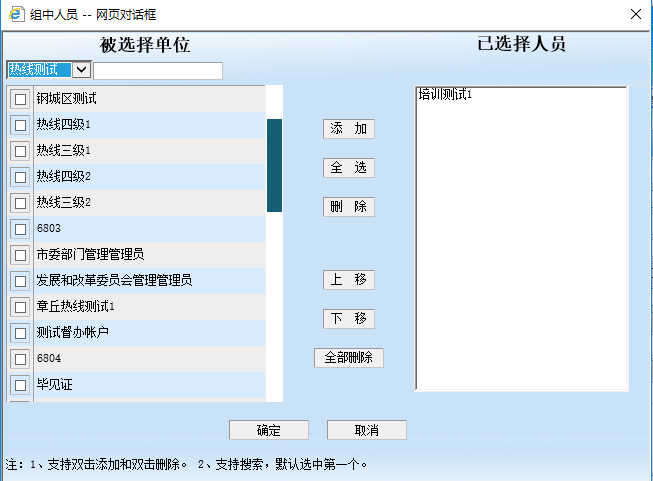 组中人员 -- 网页对话框
被选择单位
已选择人员
热线测试
钢城区测试
热线四级1
热线三级1
热线四级2
热线三级2
6803
市委部门管理管理员
发展和改革委员会管理管理员
章丘热线测试1
测试督办帐户
6804
毕见证
添 加
全 选
删 除
上 移
下 移
全部删除
培训测试1
确定
取消
注：1、支持双击添加和双击删除。 2、支持搜索，默认选中第一个。